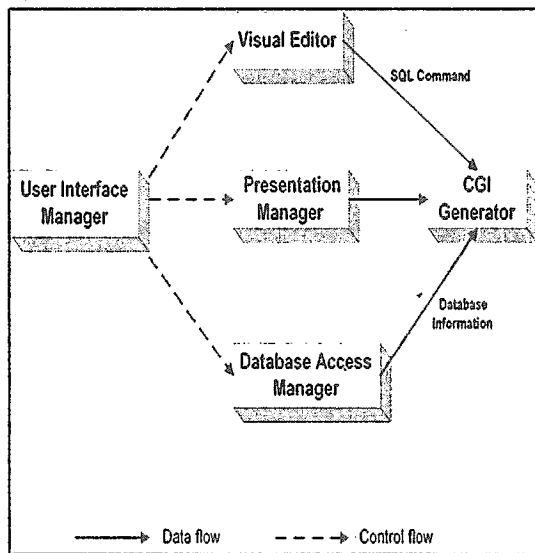 Visual Editor
SQL Command
User Interface
Manager
Presentation
Manager
CGI
Generator
Database
Information
Database Access
Manager
Data flow
Control flow